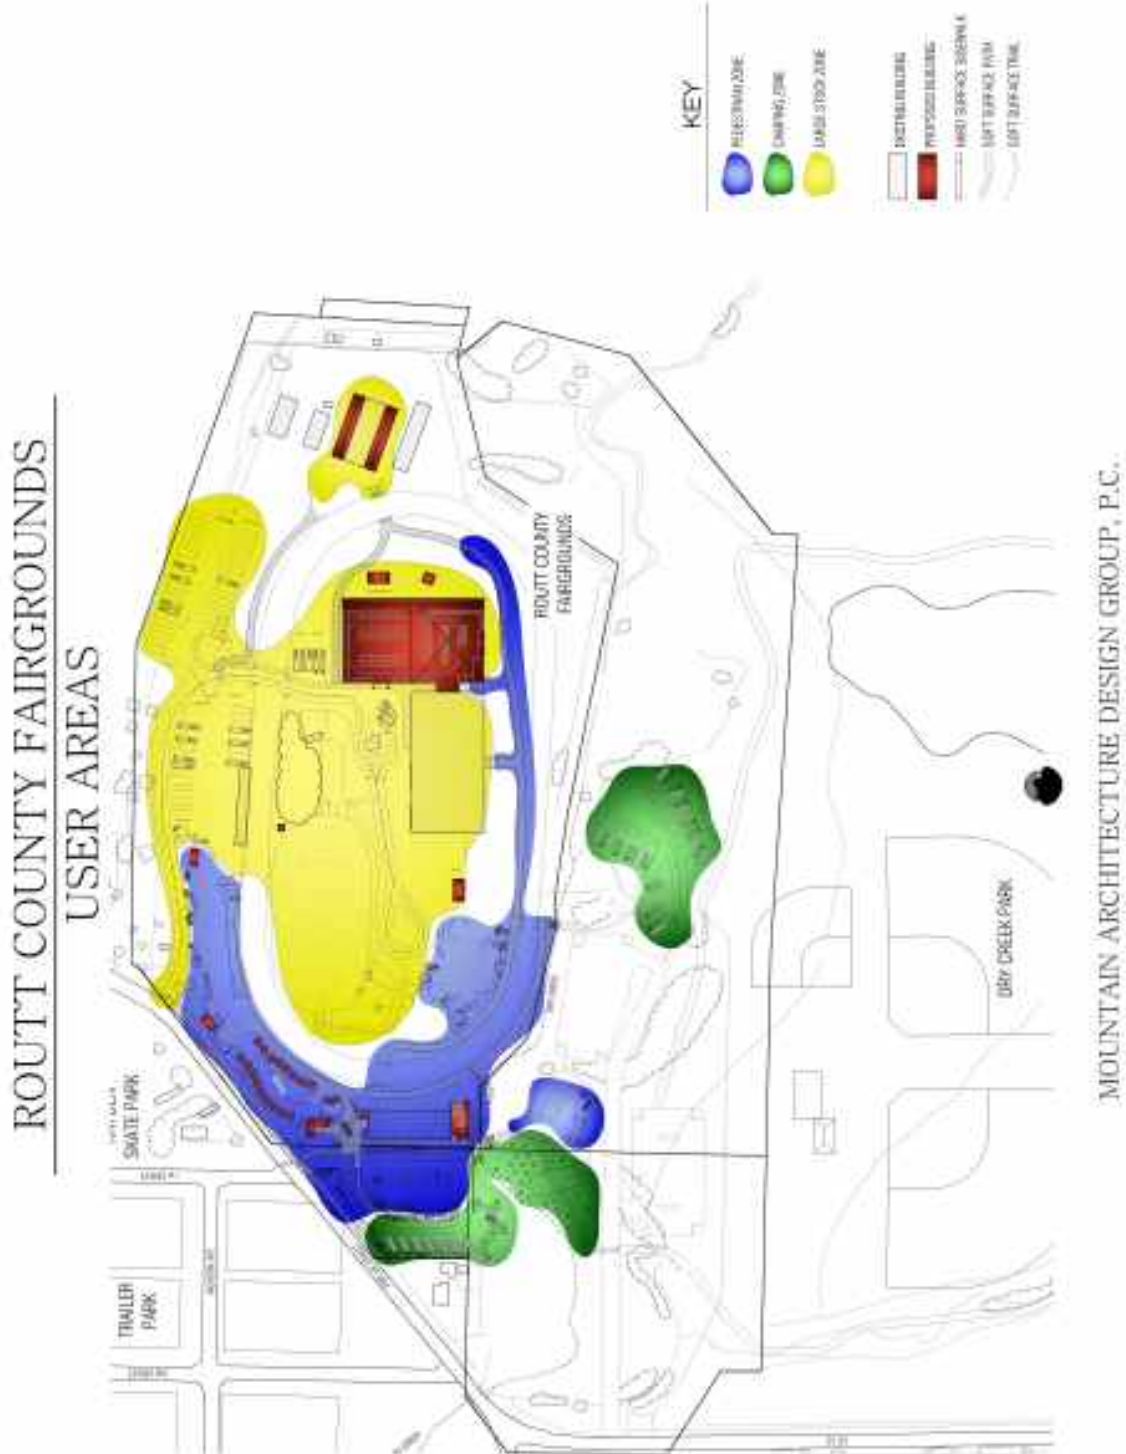 ROUTT COUNTY FAIRGROUNDS
USER AREAS
KEY
PEDESTRIAN ZONE
CAMPING ZONE
LARGE STOCK ZONE
EXISTING BUILDING
PROPOSED BUILDING
HARD SURFACE SIDEWALK
SOFT SURFACE PATH
SOFT SURFACE TRAIL
ROUTT COUNTY
FAIRGROUNDS
SKATE PARK
TRAILER
PARK
DRY CREEK PARK
MOUNTAIN ARCHITECTURE DESIGN GROUP, P.C.